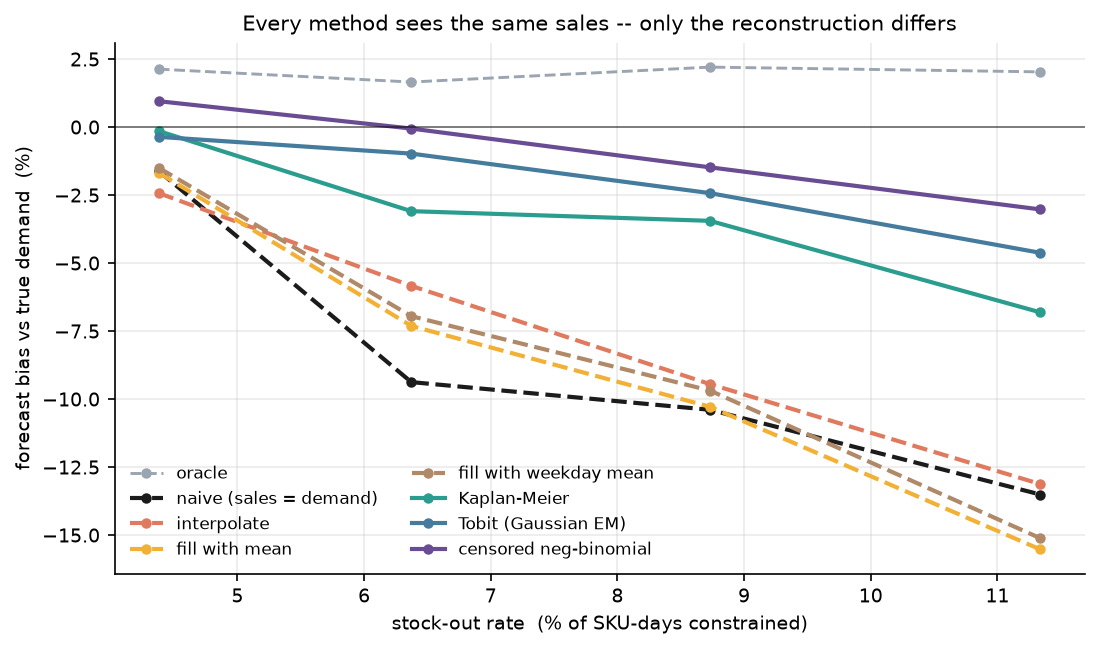 Every method sees the same sales -- only the reconstruction differs
forecast bias vs true demand (%)
2.5
0.0
−2.5
−5.0
−7.5
−10.0
−12.5
−15.0
oracle
naive (sales = demand)
interpolate
fill with mean
fill with weekday mean
Kaplan-Meier
Tobit (Gaussian EM)
censored neg-binomial
5 6 7 8 9 10 11
stock-out rate (% of SKU-days constrained)